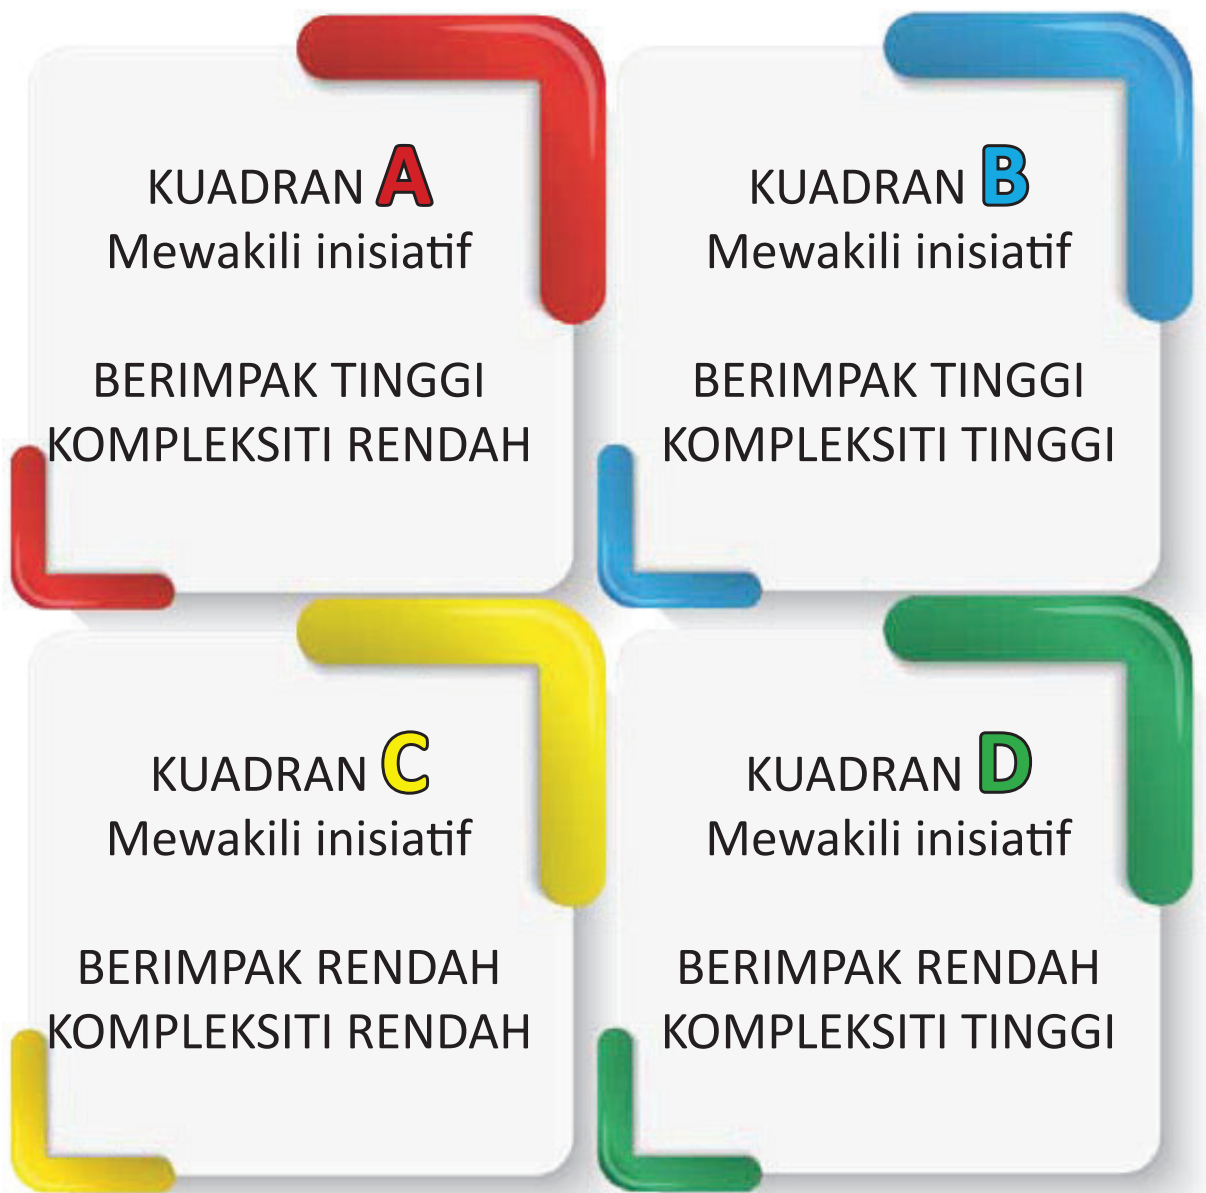 KUADRAN A
Mewakili inisiatif
BERIMPAK TINGGI
KOMPLEKSITI RENDAH
KUADRAN B
Mewakili inisiatif
BERIMPAK TINGGI
KOMPLEKSITI TINGGI
KUADRAN C
Mewakili inisiatif
BERIMPAK RENDAH
KOMPLEKSITI RENDAH
KUADRAN D
Mewakili inisiatif
BERIMPAK RENDAH
KOMPLEKSITI TINGGI